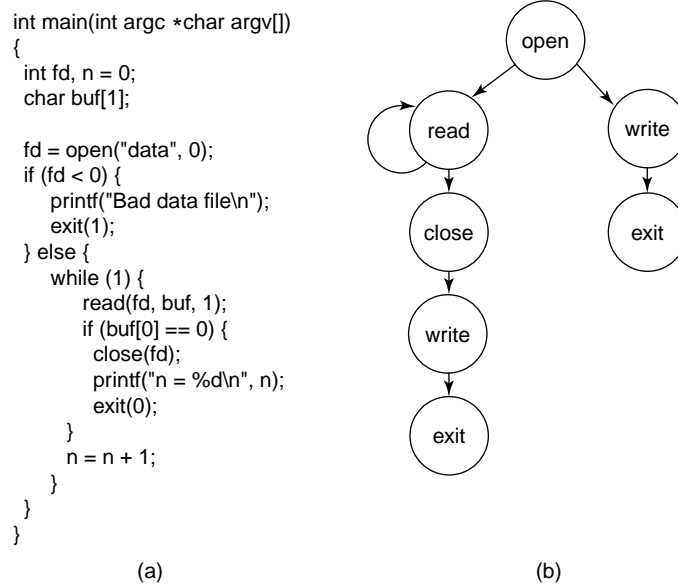 int main(int argc *char argv[])
{
int fd, n = 0;
char buf[1];
fd = open("data", 0);
if (fd < 0) {
printf("Bad data file\n");
exit(1);
} else {
while (1) {
read(fd, buf, 1);
if (buf[0] == 0) {
close(fd);
printf("n = %d\n", n);
exit(0);
}
n = n + 1;
}
}
}
(a)
open
read
write
close
exit
write
exit
(b)